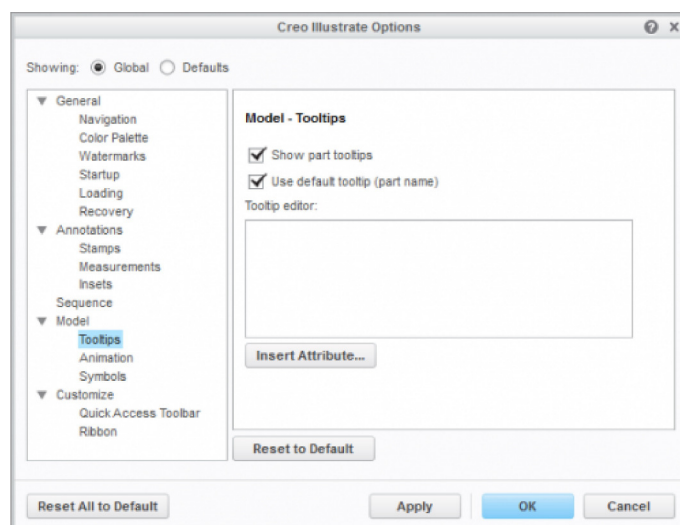 Creo Illustrate Options
Showing: Global Defaults
General
Navigation
Color Palette
Watermarks
Startup
Loading
Recovery
Annotations
Stamps
Measurements
Insets
Sequence
Model
Tooltips
Animation
Symbols
Customize
Quick Access Toolbar
Ribbon
Model - Tooltips
Show part tooltips
Use default tooltip (part name)
Tooltip editor:
Insert Attribute...
Reset to Default
Reset All to Default Apply OK Cancel